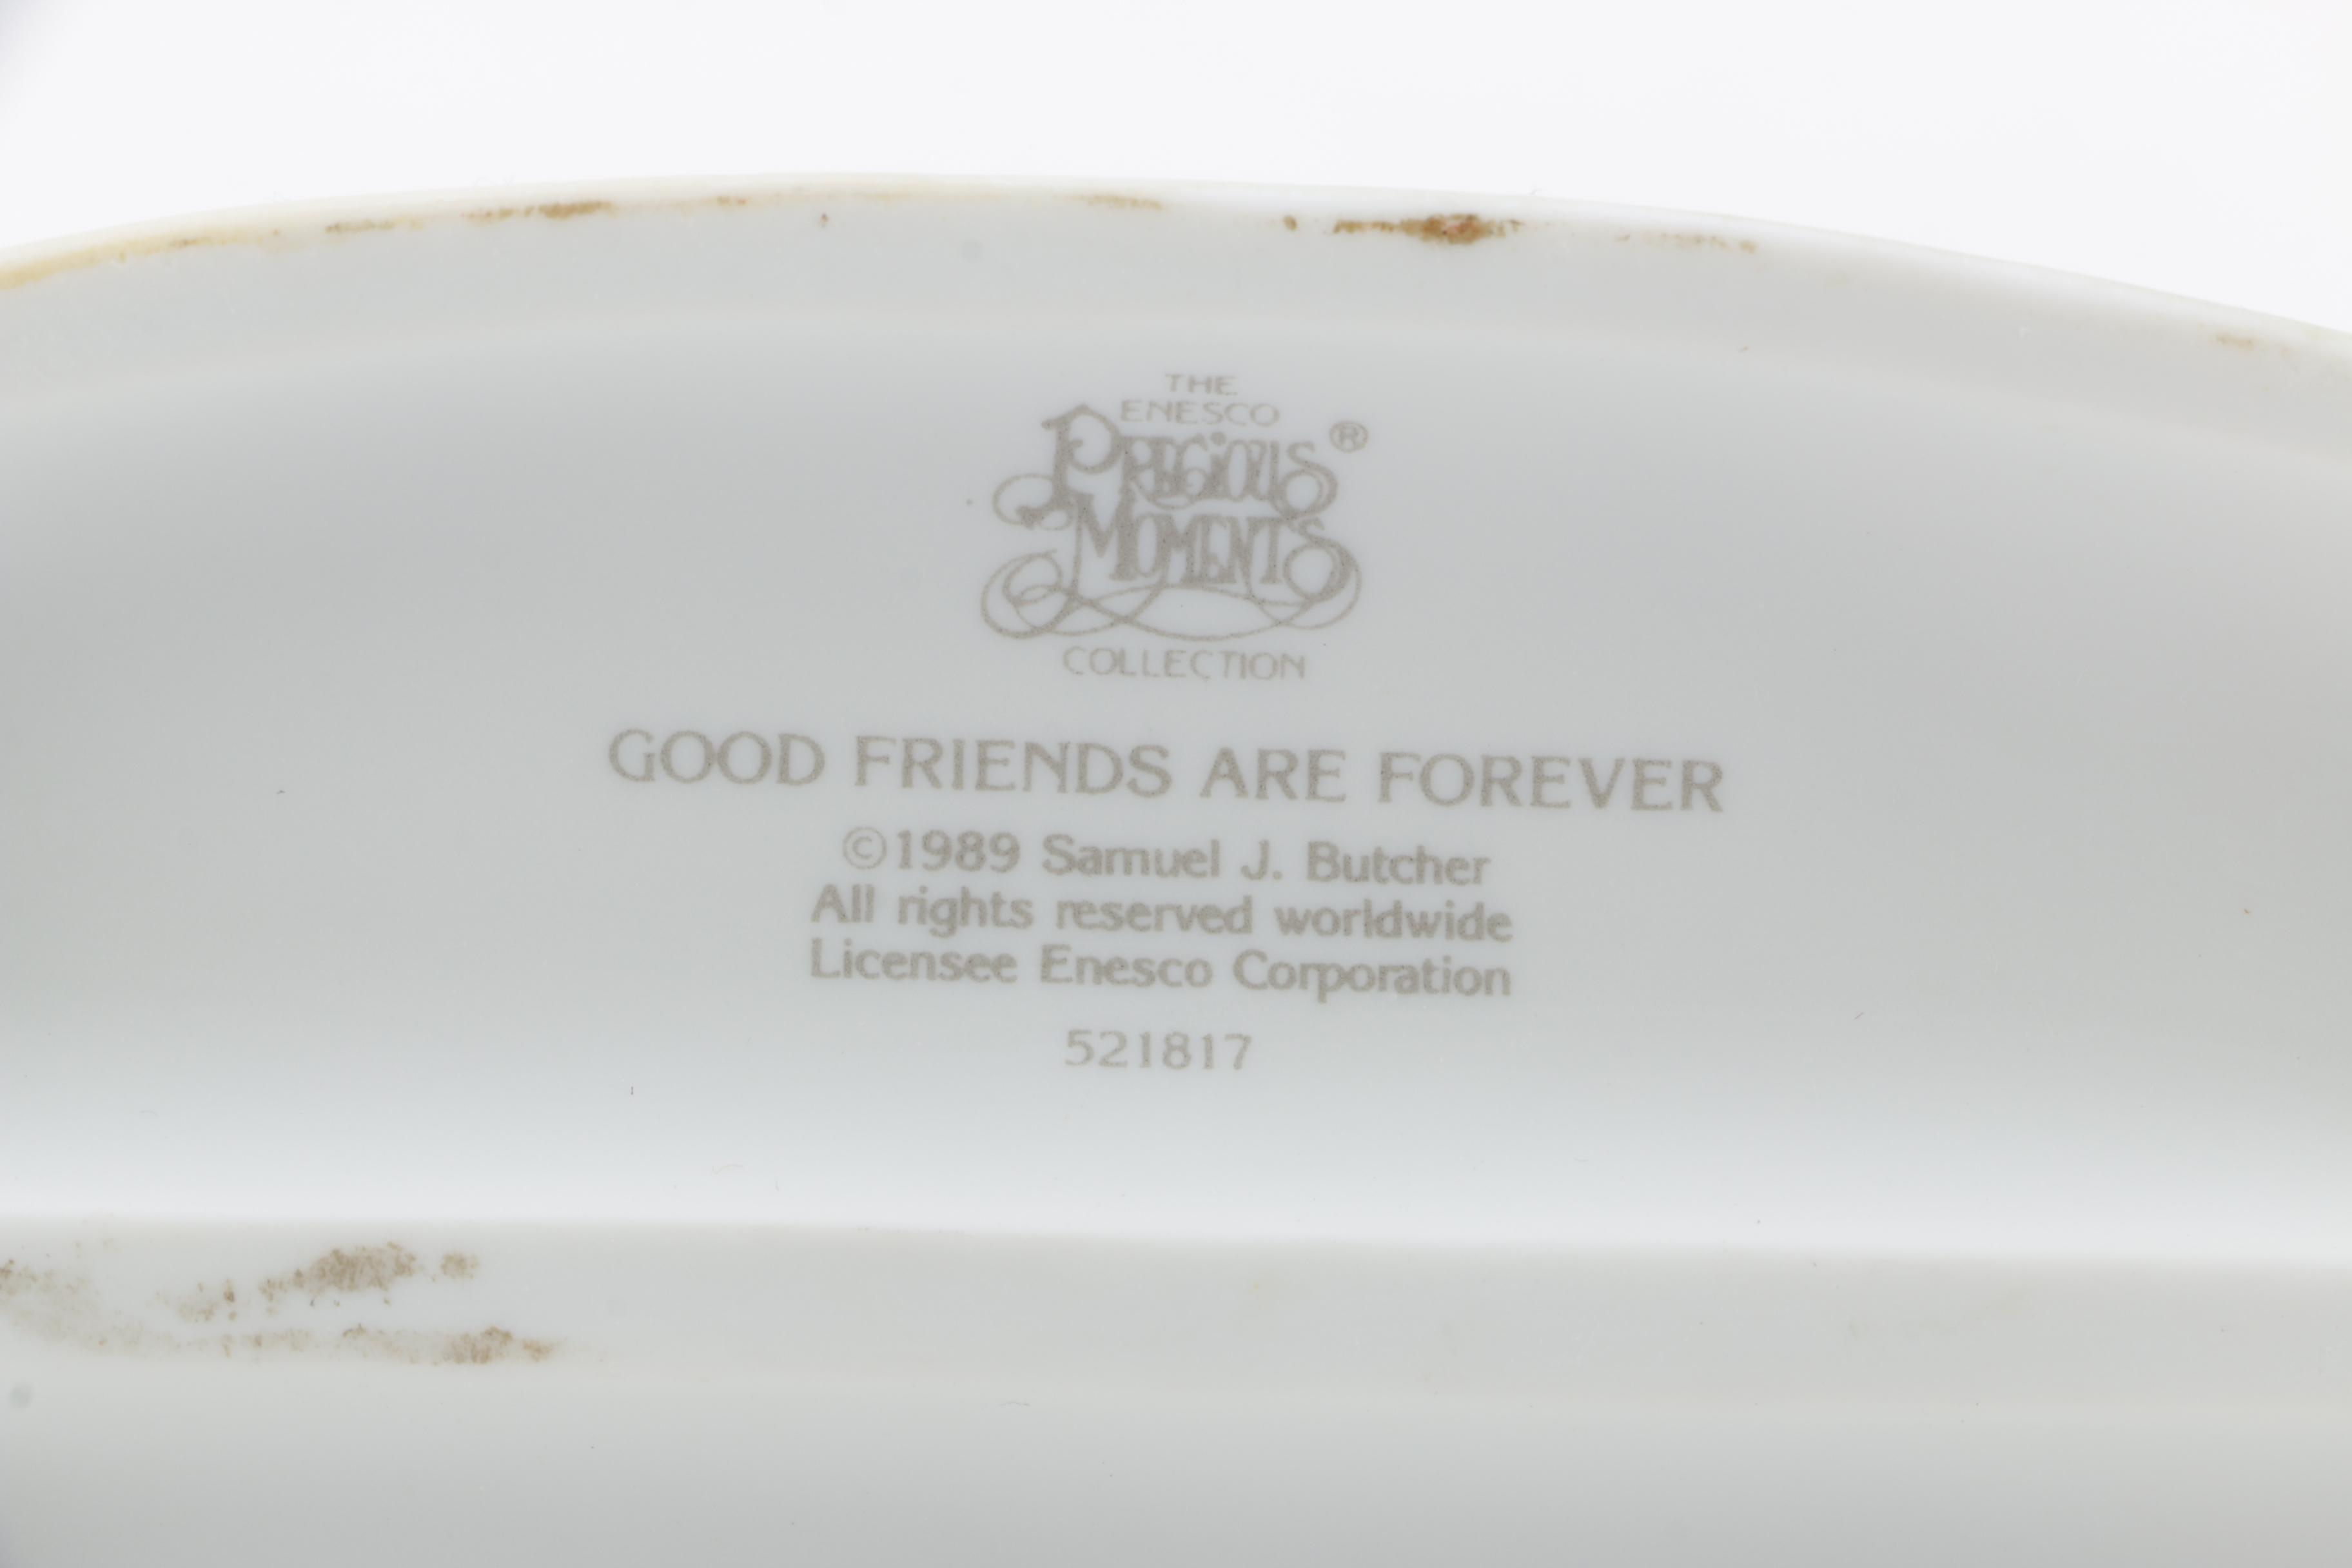 THE
ENESCO
PRECIOUS ®
MOMENTS
COLLECTION
GOOD FRIENDS ARE FOREVER
©1989 Samuel J. Butcher
All rights reserved worldwide
Licensee Enesco Corporation
521817